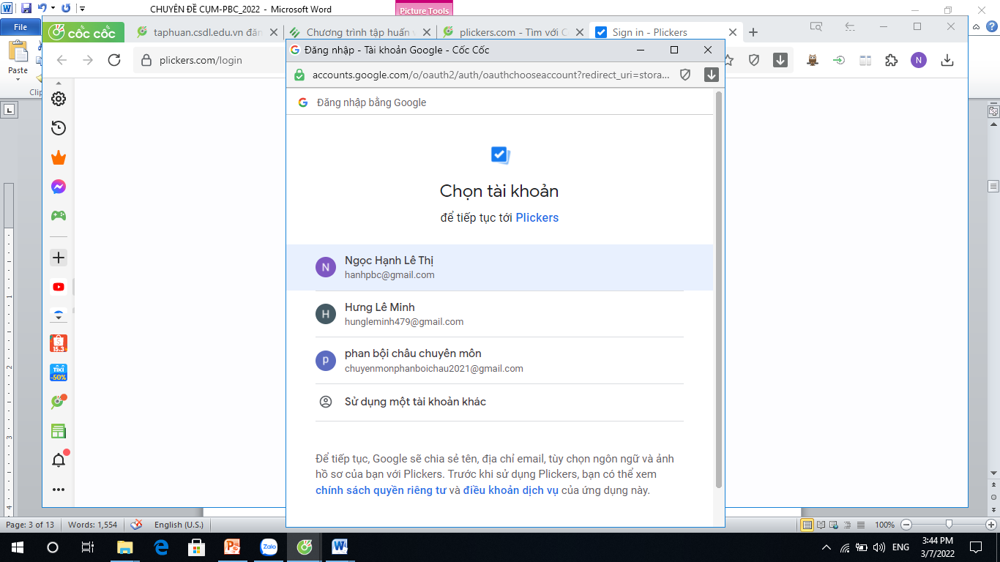 CHUYÊN ĐỀ CỤM-PBC_2022 - Microsoft Word
Picture Tools
File
cốc cốc
taphuan.csdl.edu.vn đăn
Chương trình tập huấn v
plickers.com - Tìm với C
Sign in - Plickers
plickers.com/login
N
Paste
Clip
Đăng nhập - Tài khoản Google - Cốc Cốc
accounts.google.com/o/oauth2/auth/oauthchooseaccount?redirect_uri=stora...
Đăng nhập bằng Google
Chọn tài khoản
để tiếp tục tới Plickers
N
Ngọc Hạnh Lê Thị
hanhpbc@gmail.com
H
Hưng Lê Minh
hungleminh479@gmail.com
p
phan bội châu chuyên môn
chuyenmonphanboichau2021@gmail.com
Sử dụng một tài khoản khác
Để tiếp tục, Google sẽ chia sẻ tên, địa chỉ email, tùy chọn ngôn ngữ và ảnh
hồ sơ của bạn với Plickers. Trước khi sử dụng Plickers, bạn có thể xem
chính sách quyền riêng tư và điều khoản dịch vụ của ứng dụng này.
15.3
TIKI
-50%
1
2
3
4
Page: 3 of 13
Words: 1,554
English (U.S.)
100%
Zalo
ENG
3:44 PM
3/7/2022